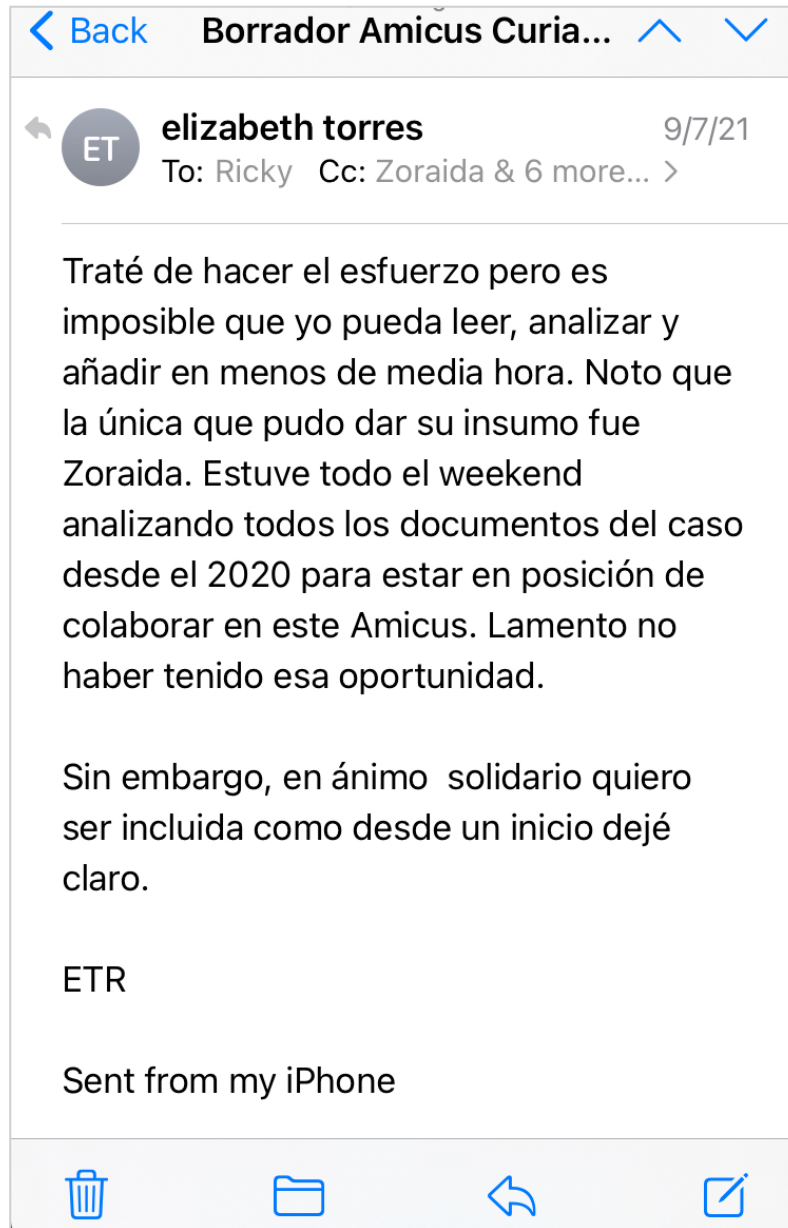 Back Borrador Amicus Curia...
ET elizabeth torres 9/7/21
To: Ricky Cc: Zoraida & 6 more...
Traté de hacer el esfuerzo pero es
imposible que yo pueda leer, analizar y
añadir en menos de media hora. Noto que
la única que pudo dar su insumo fue
Zoraida. Estuve todo el weekend
analizando todos los documentos del caso
desde el 2020 para estar en posición de
colaborar en este Amicus. Lamento no
haber tenido esa oportunidad.
Sin embargo, en ánimo  solidario quiero
ser incluida como desde un inicio dejé
claro.
ETR
Sent from my iPhone